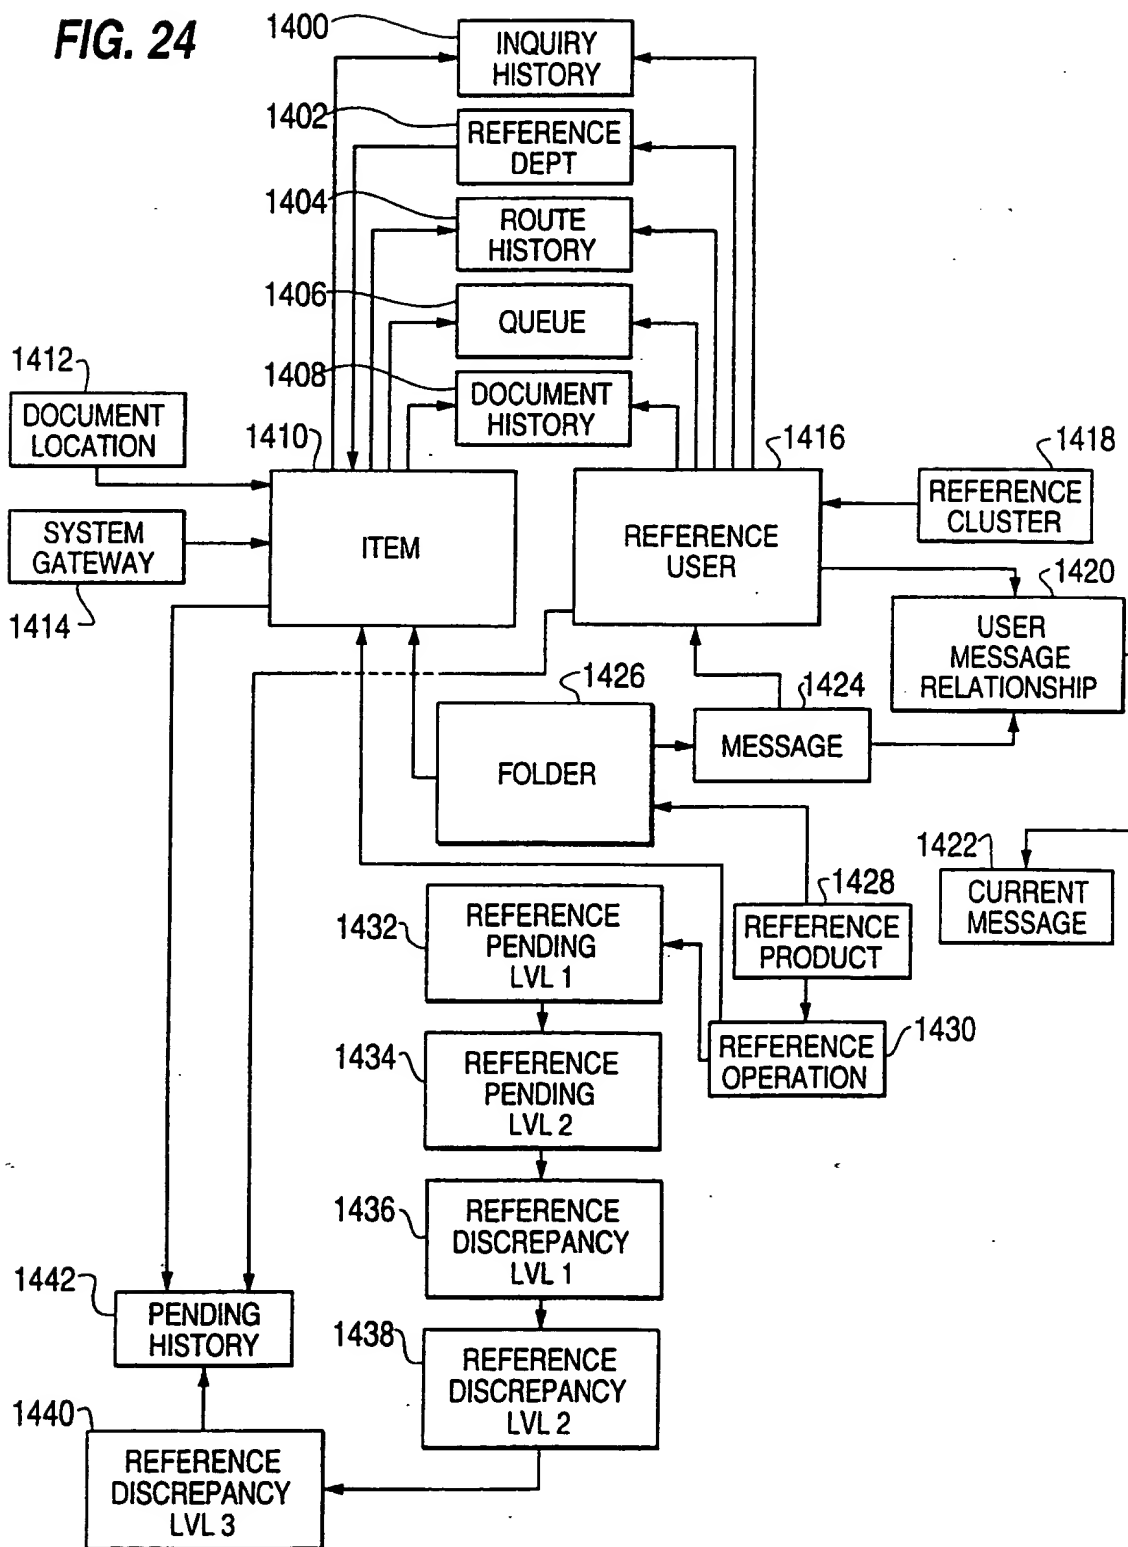 FIG. 24
1400
INQUIRY
HISTORY
1402
REFERENCE
DEPT
1404
ROUTE
HISTORY
1406
QUEUE
1408
DOCUMENT
HISTORY
1412
DOCUMENT
LOCATION
SYSTEM
GATEWAY
1414
1410
ITEM
1416
REFERENCE
USER
1418
REFERENCE
CLUSTER
1420
USER
MESSAGE
RELATIONSHIP
1426
FOLDER
1424
MESSAGE
1422
CURRENT
MESSAGE
1428
REFERENCE
PRODUCT
1430
REFERENCE
OPERATION
1432
REFERENCE
PENDING
LVL 1
1434
REFERENCE
PENDING
LVL 2
1436
REFERENCE
DISCREPANCY
LVL 1
1438
REFERENCE
DISCREPANCY
LVL 2
1442
PENDING
HISTORY
1440
REFERENCE
DISCREPANCY
LVL 3